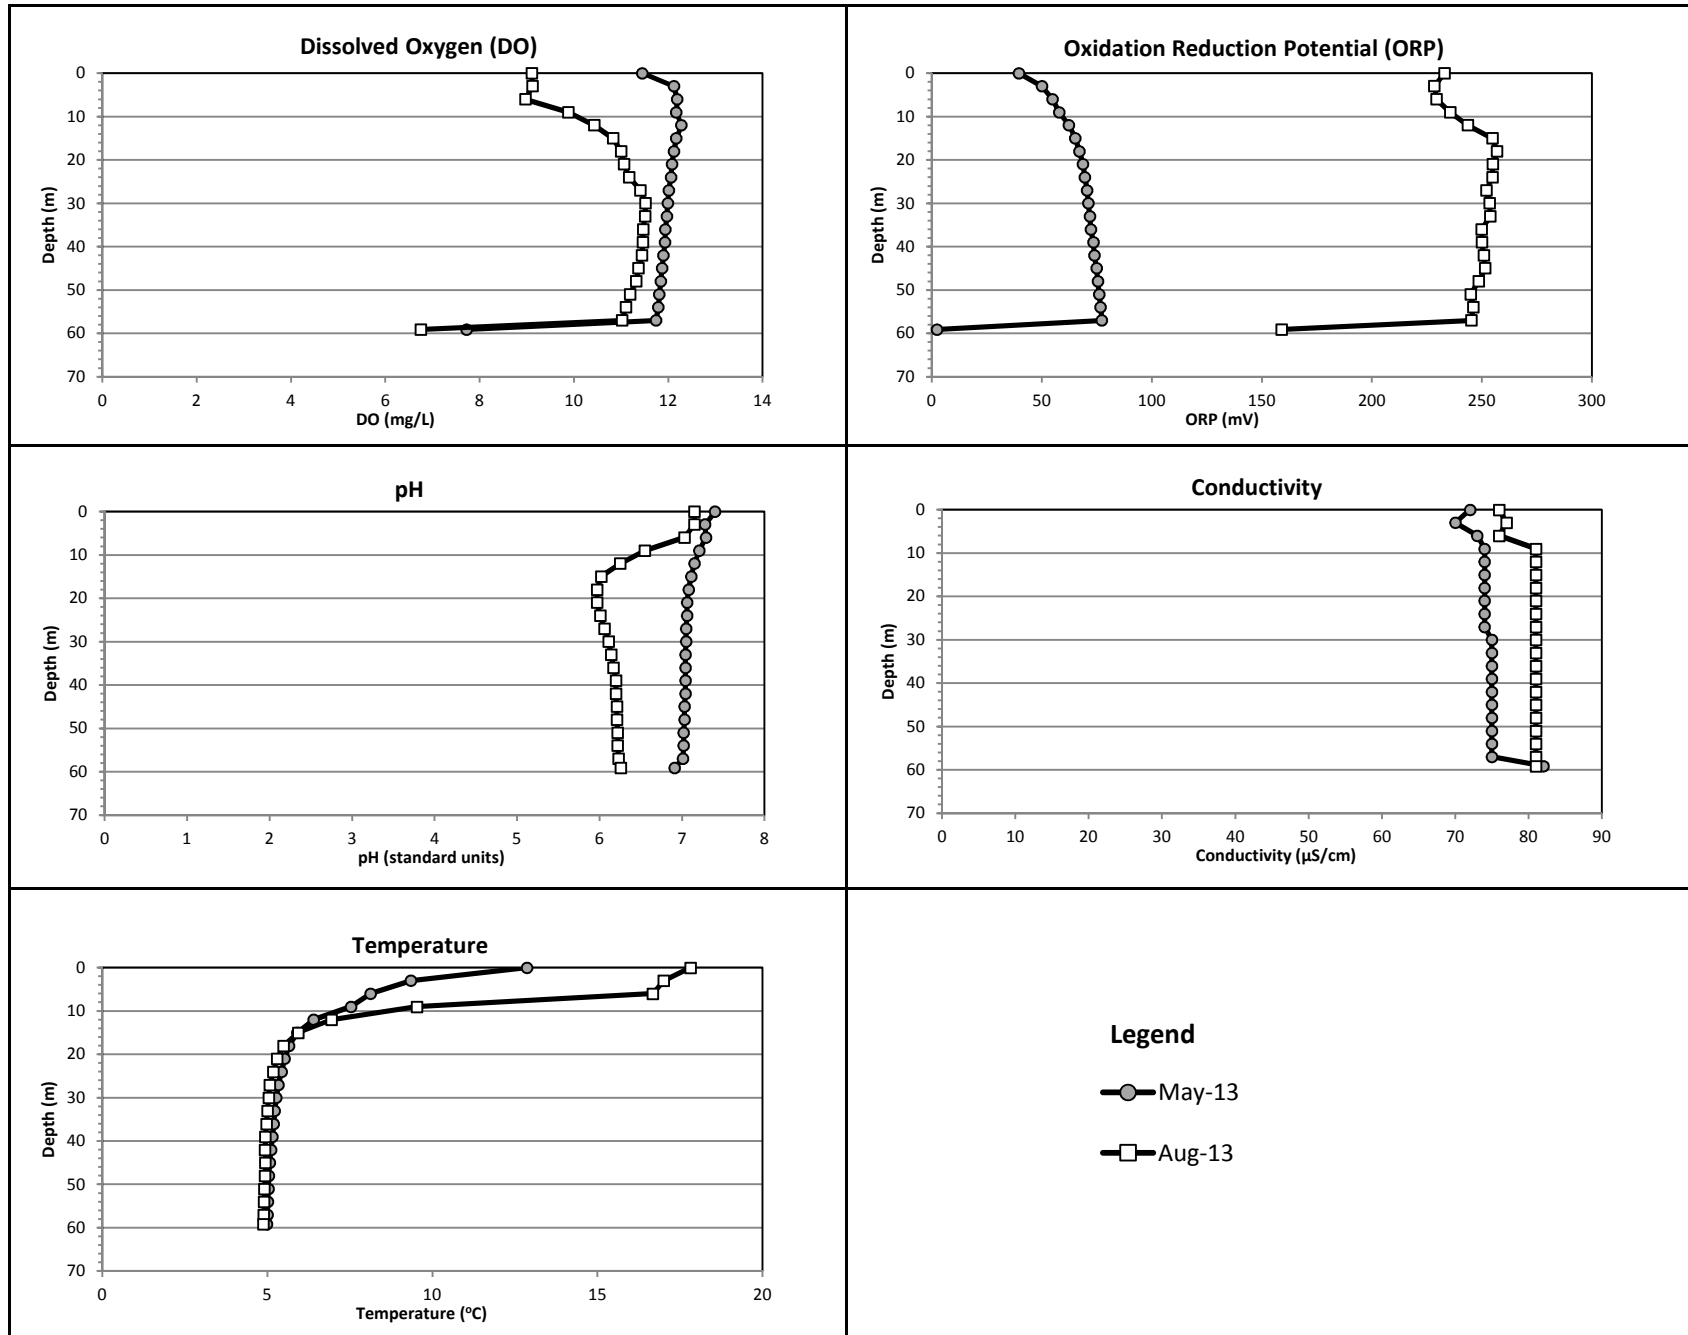 Dissolved Oxygen (DO)
0
10
20
30
40
50
60
70
Depth (m)
0 2 4 6 8 10 12 14
DO (mg/L)
Oxidation Reduction Potential (ORP)
0
10
20
30
40
50
60
70
Depth (m)
0 50 100 150 200 250 300
ORP (mV)
pH
0
10
20
30
40
50
60
70
Depth (m)
0 1 2 3 4 5 6 7 8
pH (standard units)
Conductivity
0
10
20
30
40
50
60
70
Depth (m)
0 10 20 30 40 50 60 70 80 90
Conductivity (µS/cm)
Temperature
0
10
20
30
40
50
60
70
Depth (m)
0 5 10 15 20
Temperature (°C)
Legend
May-13
Aug-13